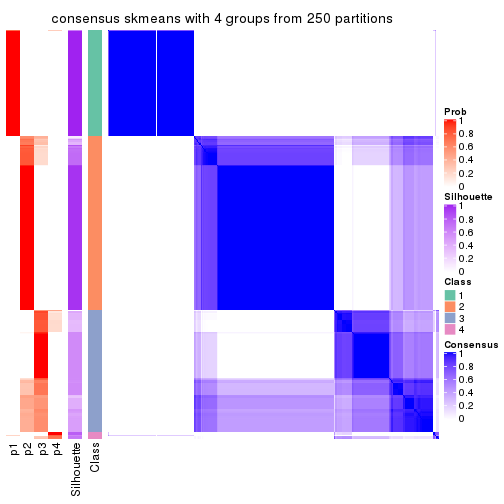 consensus skmeans with 4 groups from 250 partitions
Prob
1
0.8
0.6
0.4
0.2
0
Silhouette
1
0.8
0.6
0.4
0.2
0
Class
1
2
3
4
Consensus
1
0.8
0.6
0.4
0.2
0
p1
p2
p3
p4
Silhouette
Class